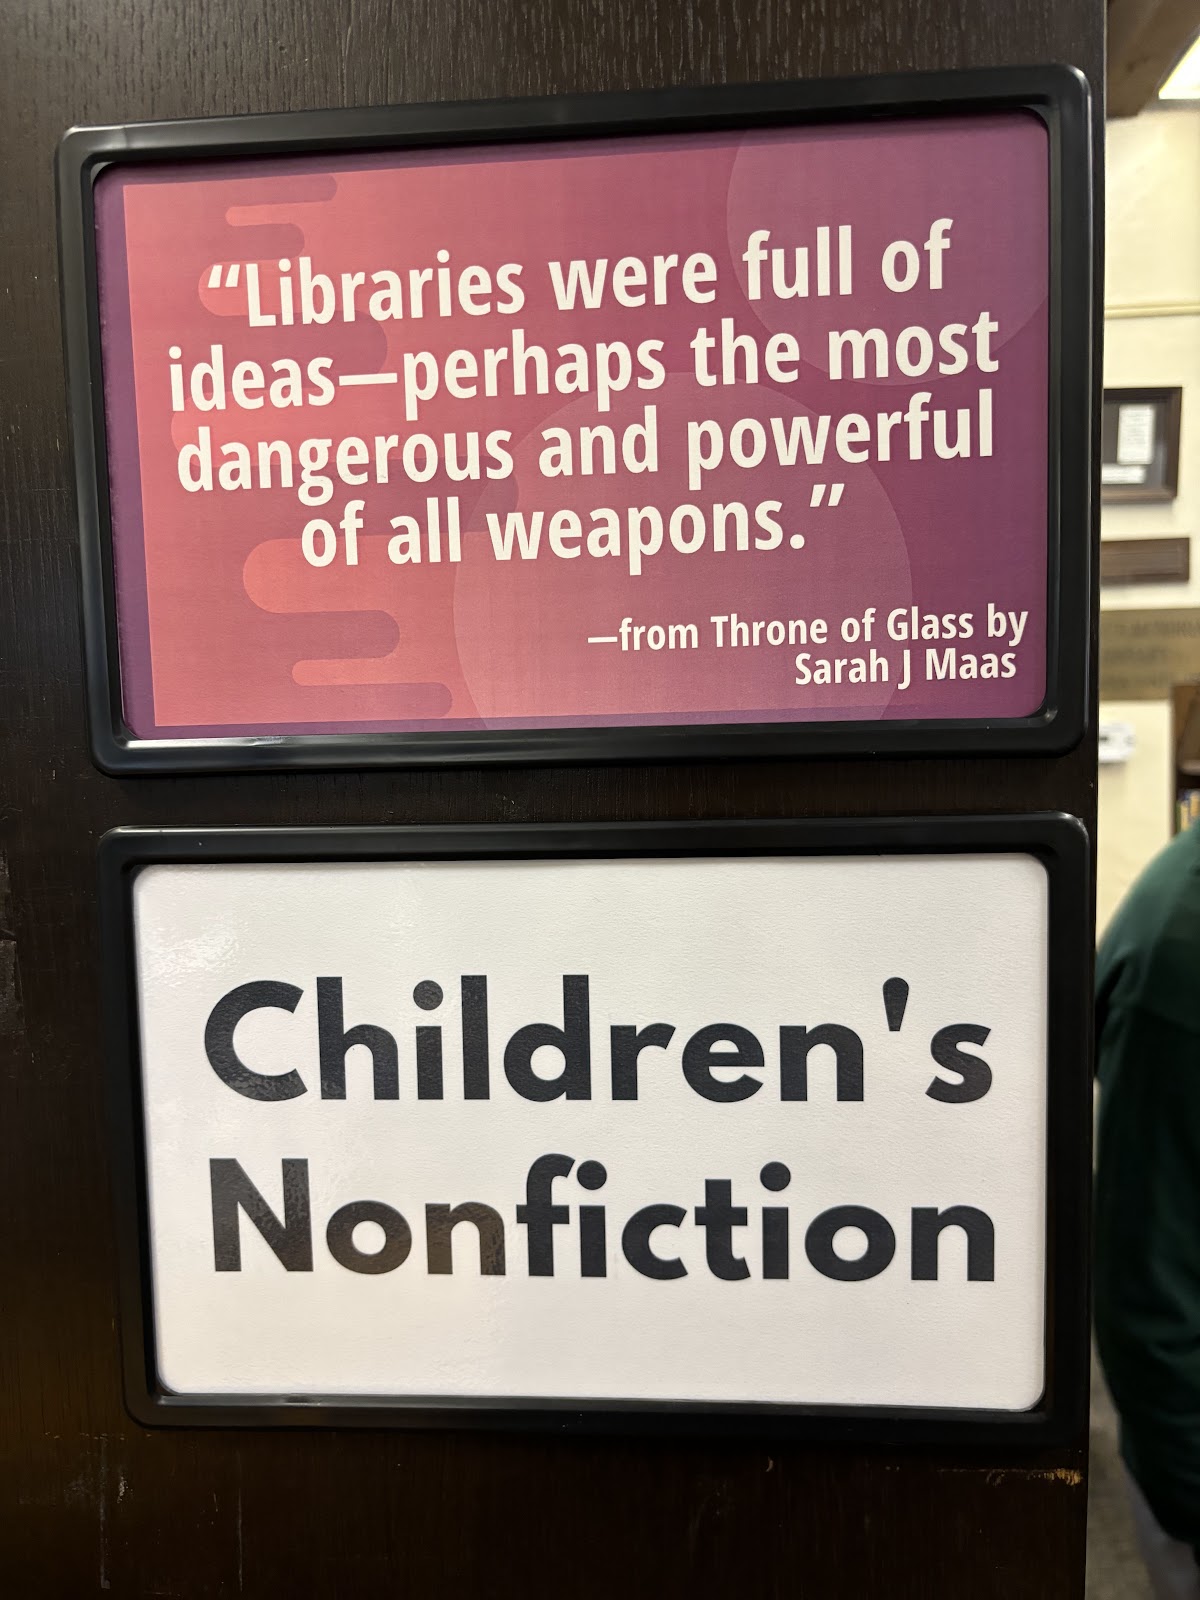 “Libraries were full of
ideas—perhaps the most
dangerous and powerful
of all weapons.”
—from Throne of Glass by
Sarah J Maas
Children's
Nonfiction